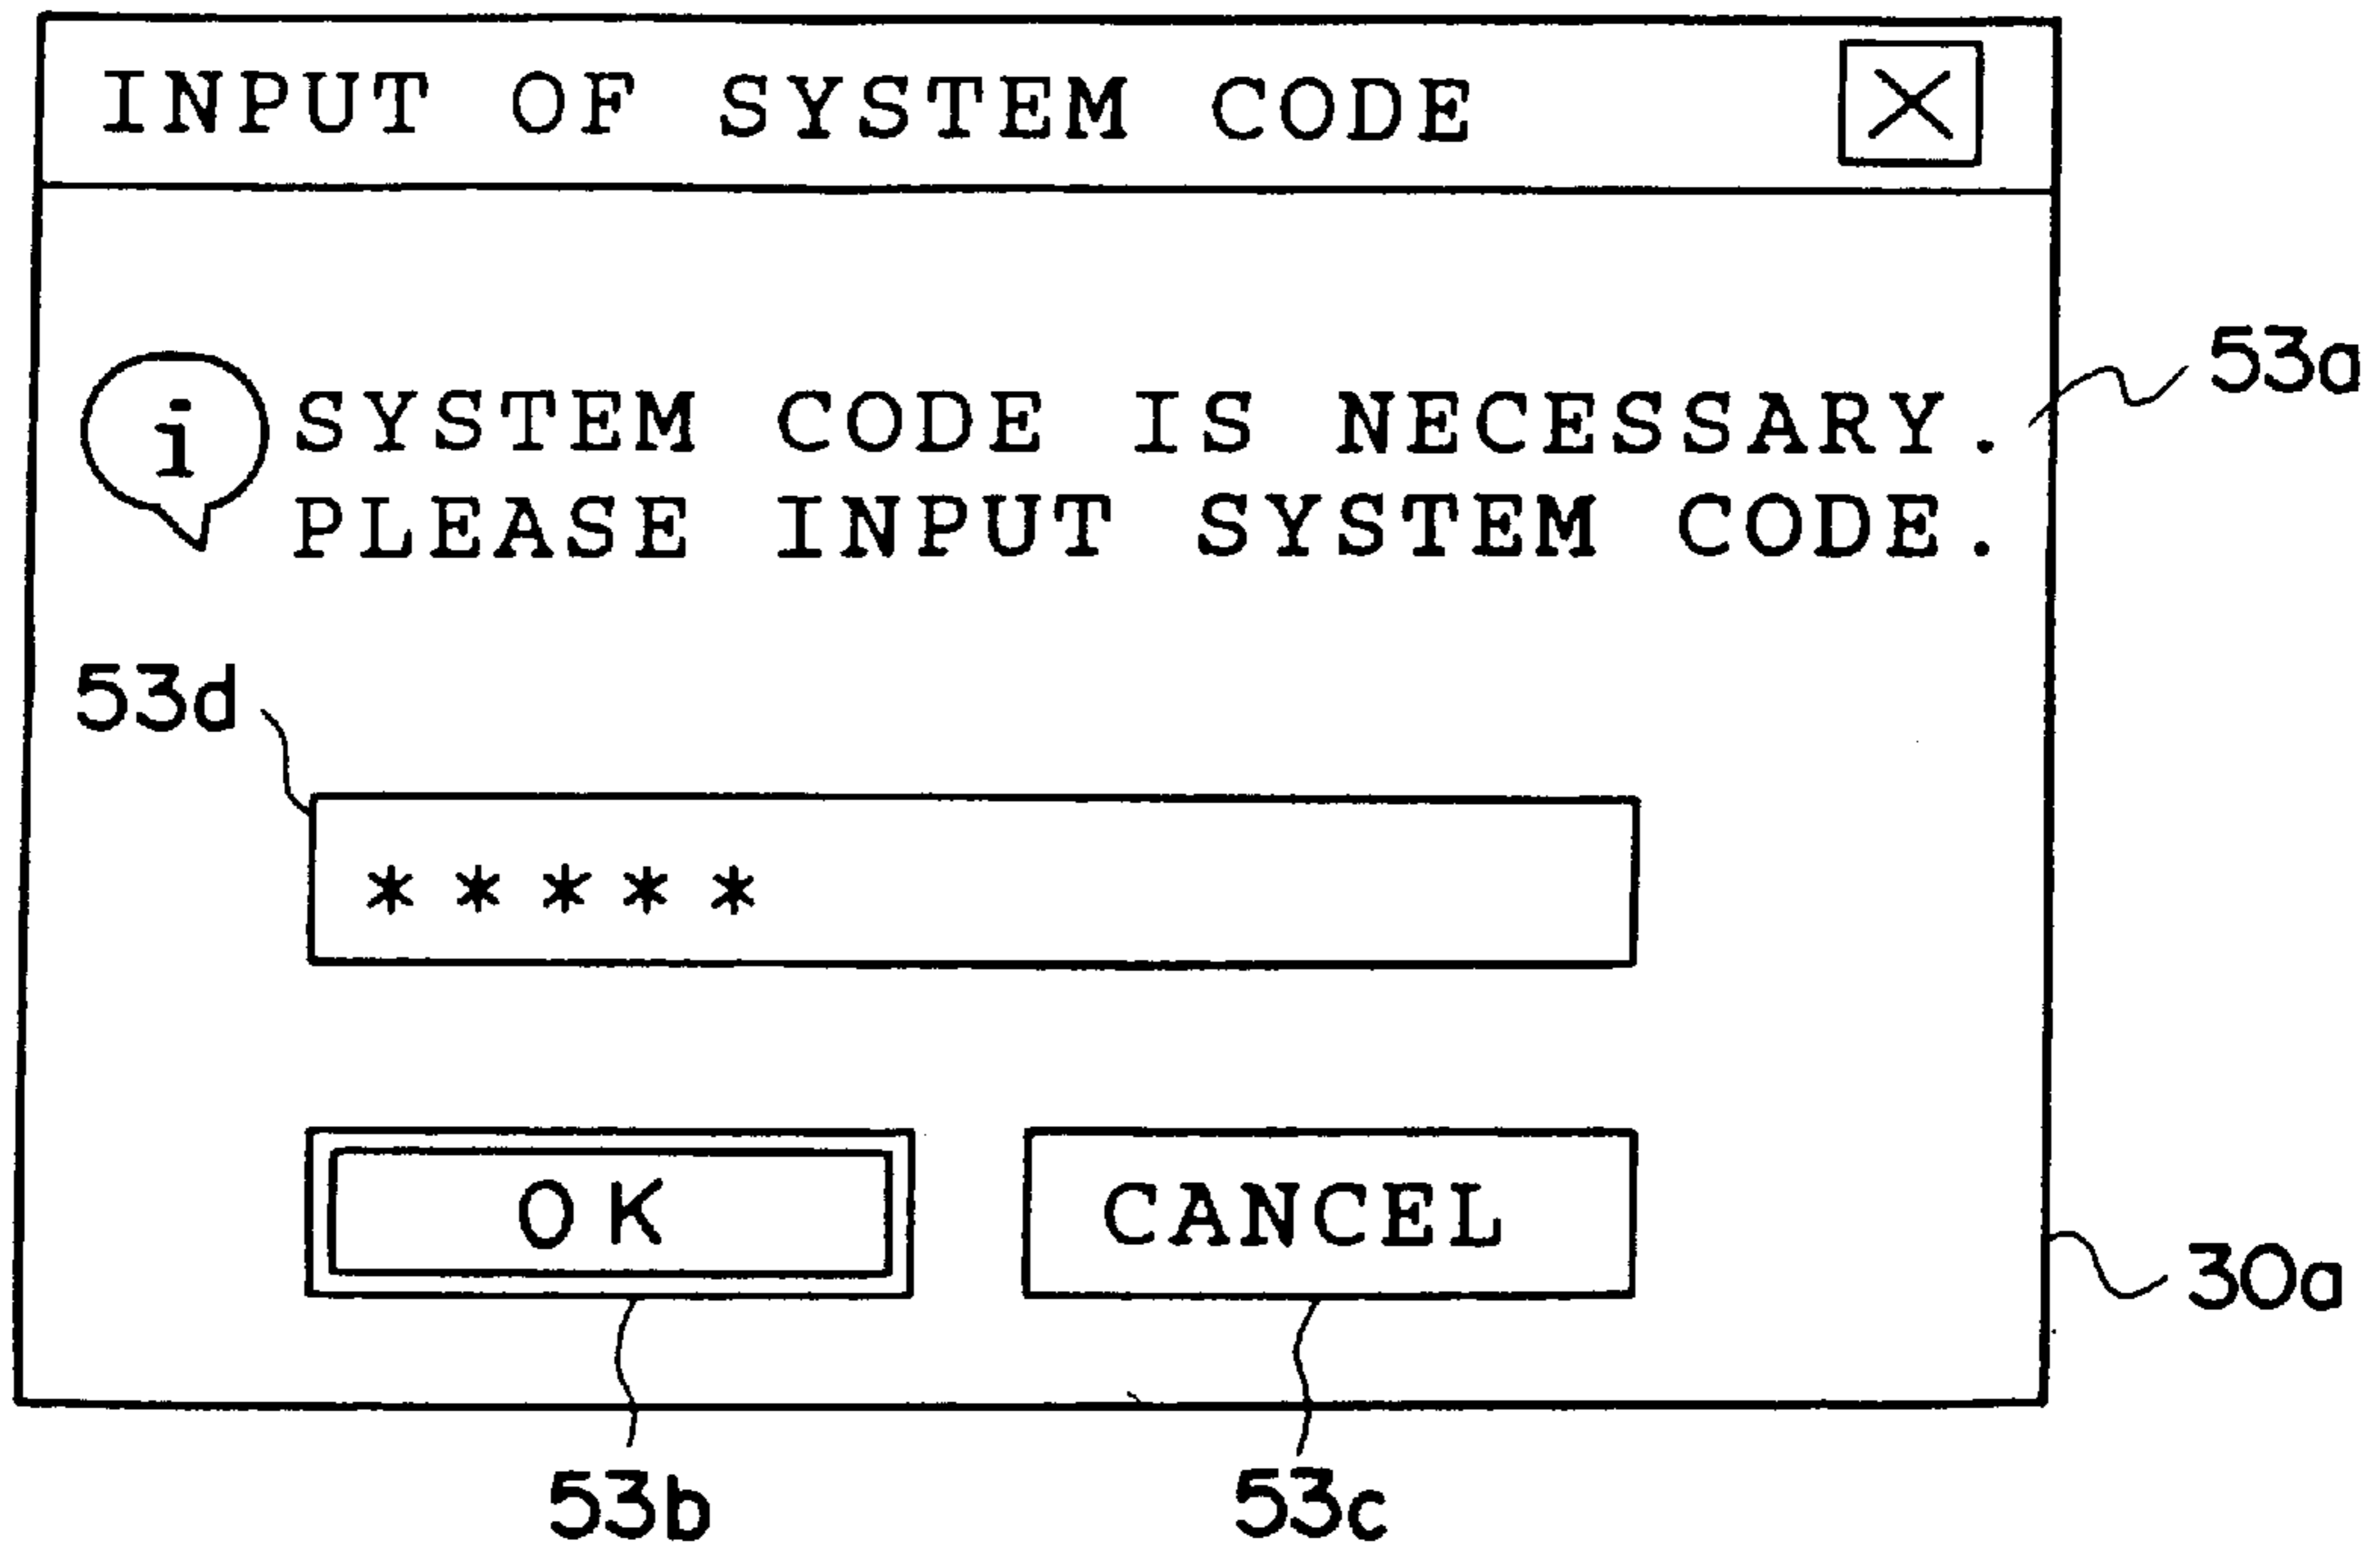 INPUT OF SYSTEM CODE
53a
i
SYSTEM CODE IS NECESSARY.
PLEASE INPUT SYSTEM CODE.
53d
*****
OK
CANCEL
30a
53b
53c